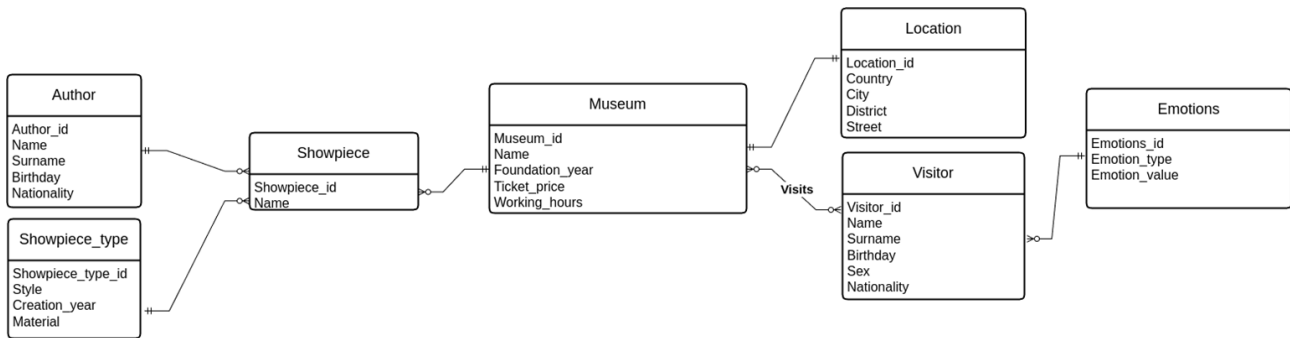 Author
Author_id
Name
Surname
Birthday
Nationality
Showpiece_type
Showpiece_type_id
Style
Creation_year
Material
Showpiece
Showpiece_id
Name
Museum
Museum_id
Name
Foundation_year
Ticket_price
Working_hours
Visits
Location
Location_id
Country
City
District
Street
Visitor
Visitor_id
Name
Surname
Birthday
Sex
Nationality
Emotions
Emotions_id
Emotion_type
Emotion_value